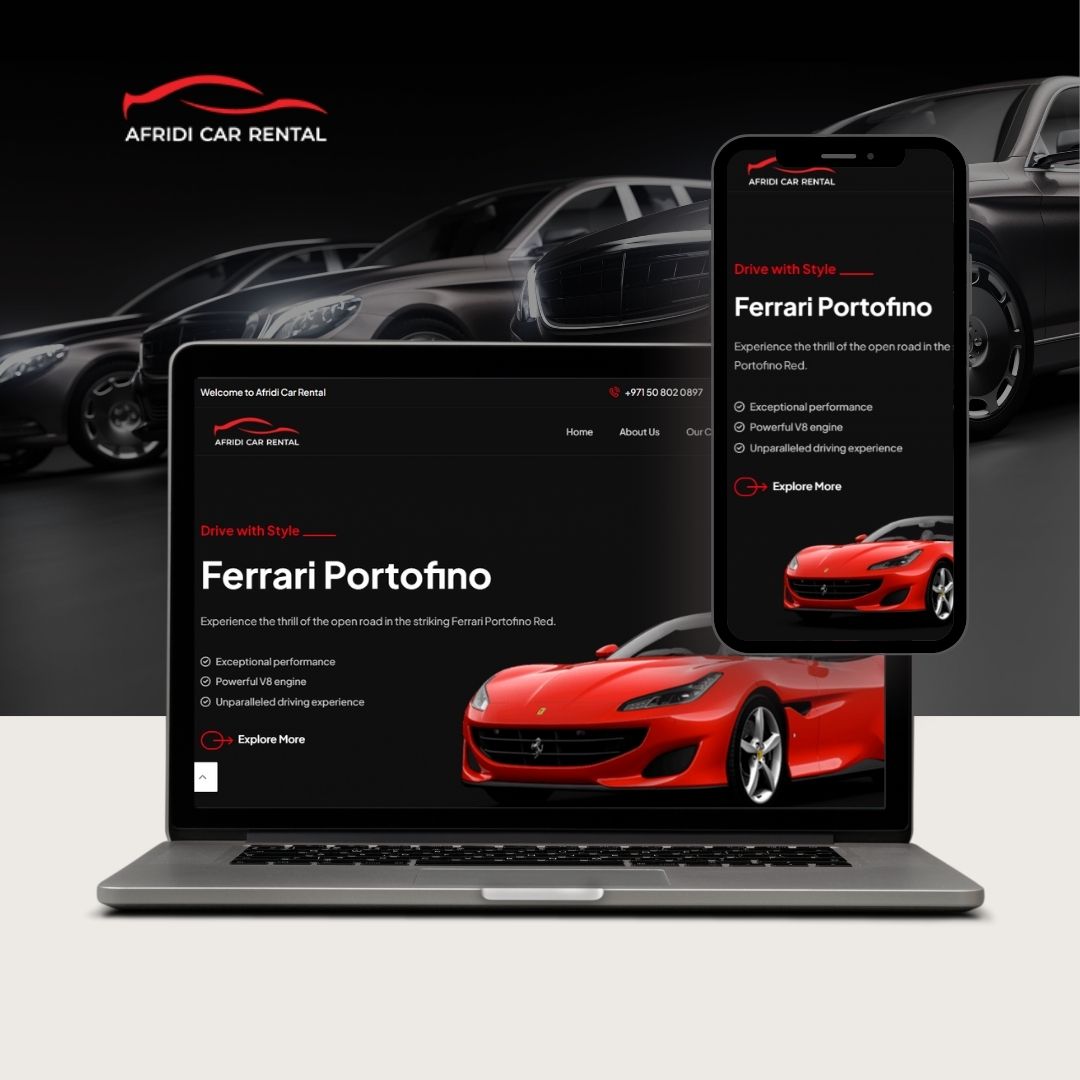 AFRIDI CAR RENTAL
AFRIDI CAR RENTAL
Drive with Style
Ferrari Portofino
Experience the thrill of the open road in the
Portofino Red.
Exceptional performance
Powerful V8 engine
Unparalleled driving experience
Explore More
Welcome to Afridi Car Rental
+971 50 802 0897
AFRIDI CAR RENTAL
Home
About Us
Our C
Drive with Style
Ferrari Portofino
Experience the thrill of the open road in the striking Ferrari Portofino Red.
Exceptional performance
Powerful V8 engine
Unparalleled driving experience
Explore More